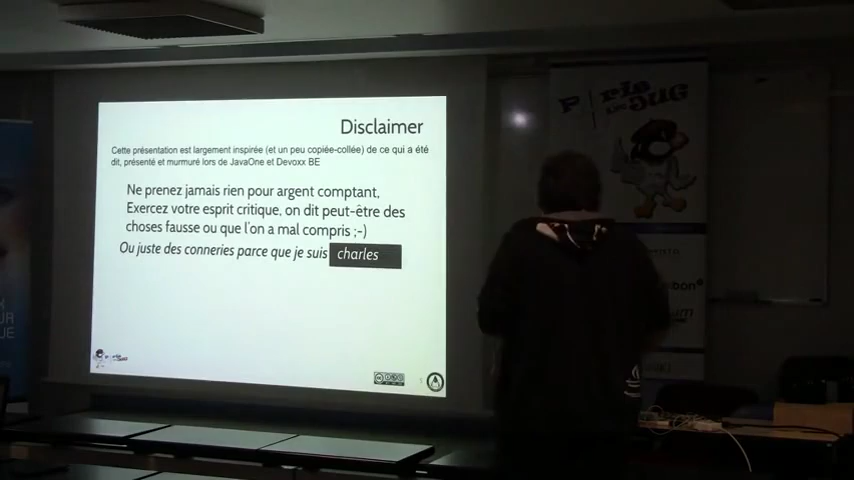 Disclaimer
Cette présentation est largement inspirée (et un peu copiée-collée) de ce qui a été
dit, présenté et murmuré lors de JavaOne et Devoxx BE
Ne prenez jamais rien pour argent comptant,
Exercez votre esprit critique, on dit peut-être des
choses fausse ou que l'on a mal compris ;-)
Ou juste des conneries parce que je suis charles